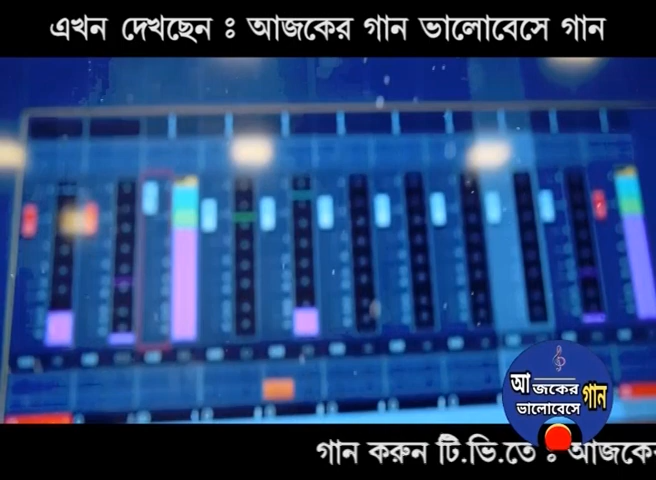 এখন দেখছেন ঃ আজকের গান ভালোবেসে গান
আজকের
ভালোবেসে
গান
গান করুন টি.ভি.তে ঃ আজকে